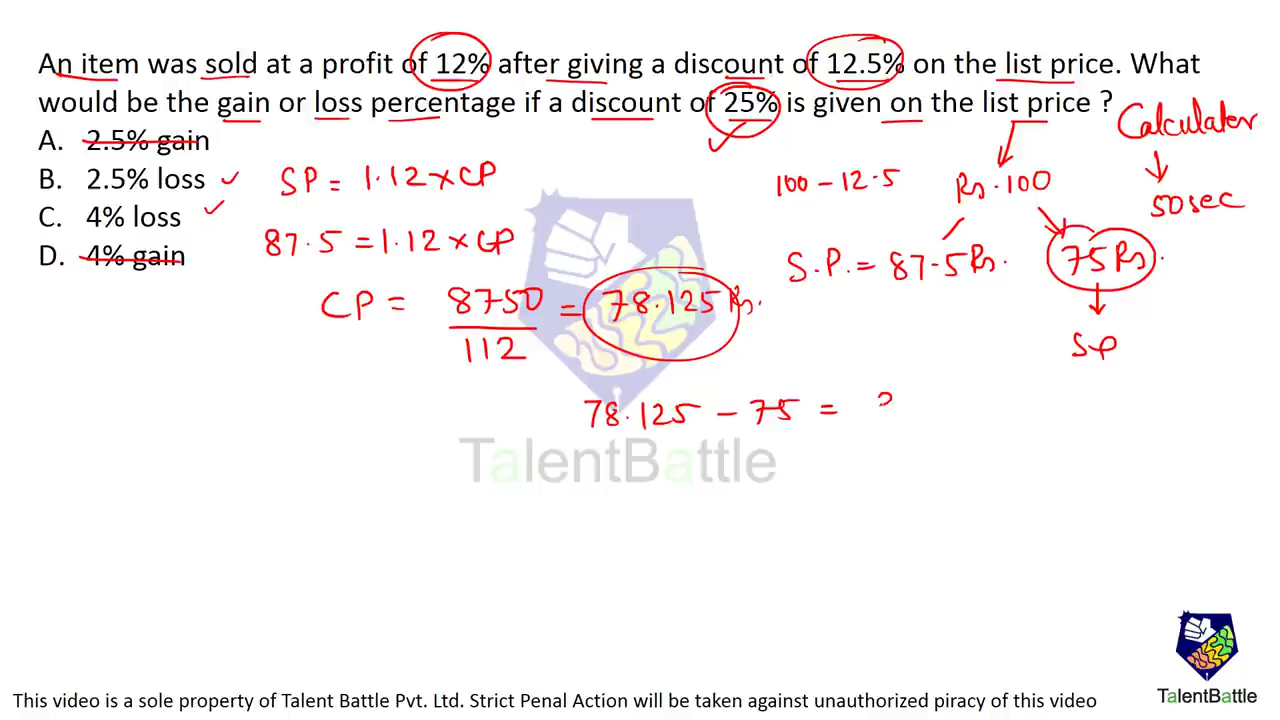 An item was sold at a profit of 12% after giving a discount of 12.5% on the list price. What
would be the gain or loss percentage if a discount of 25% is given on the list price ?
A. 2.5% gain
B. 2.5% loss
C. 4% loss
D. 4% gain
SP = 1.12 × CP
87.5 = 1.12 × CP
CP = 8750
112
= 78.125 Rs.
100 - 12.5
Rs. 100
S.P. = 87.5 Rs.
75 Rs.
SP
Calculator
50 sec
78.125 - 75 =
TalentBattle
TalentBattle
This video is a sole property of Talent Battle Pvt. Ltd. Strict Penal Action will be taken against unauthorized piracy of this video